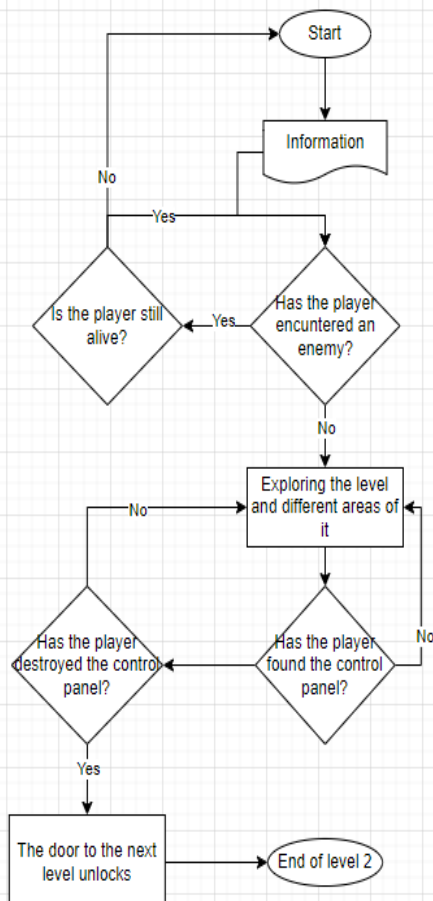 Start
Information
No
Yes
Is the player still
alive?
Yes
Has the player
encuntered an
enemy?
No
Exploring the level
and different areas of
it
No
Has the player
destroyed the control
panel?
Has the player
found the control
panel?
No
Yes
The door to the next
level unlocks
End of level 2